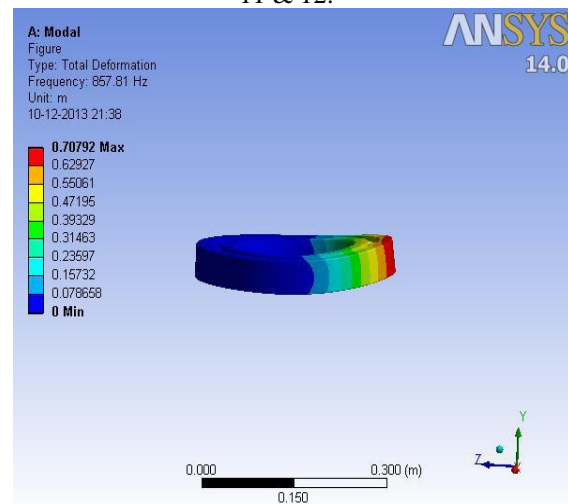 11 & 12.
A: Modal
Figure
Type: Total Deformation
Frequency: 857.81 Hz
Unit: m
10-12-2013 21:38
ANSYS
14.0
0.70792 Max
0.62927
0.55061
0.47195
0.39329
0.31463
0.23597
0.15732
0.078658
0 Min
Y
Z
0.000
0.300 (m)
0.150